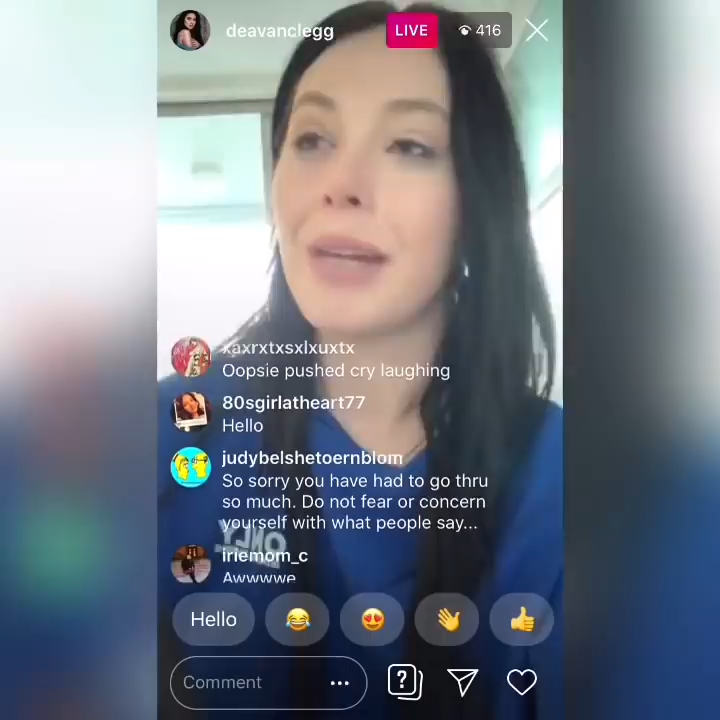 deavanclegg
LIVE
416
xaxrxtxsxlxuxtx
Oopsie pushed cry laughing
80sgirlatheart77
Hello
judybelshetoernblom
So sorry you have had to go thru
so much. Do not fear or concern
yourself with what people say...
ONLY
iriemom_c
Awwwwe
Hello
Comment